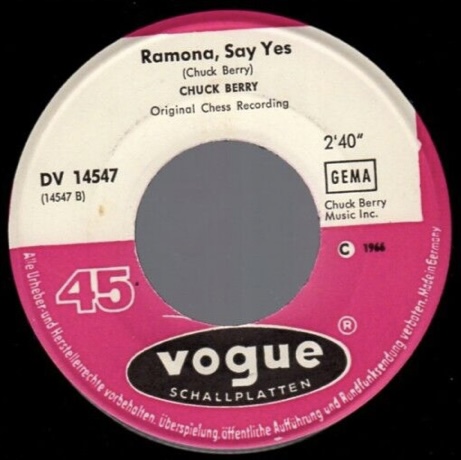 Ramona, Say Yes
(Chuck Berry)
CHUCK BERRY
Original Chess Recording
2'40"
DV 14547
(14547 B)
GEMA
Chuck Berry
Music Inc.
C 1966
45
®
vogue
SCHALLPLATTEN
Alle Urheber- und Herstellerrechte vorbehalten. Überspielung, öffentliche Aufführung und Rundfunksendung verboten. Made in Germany